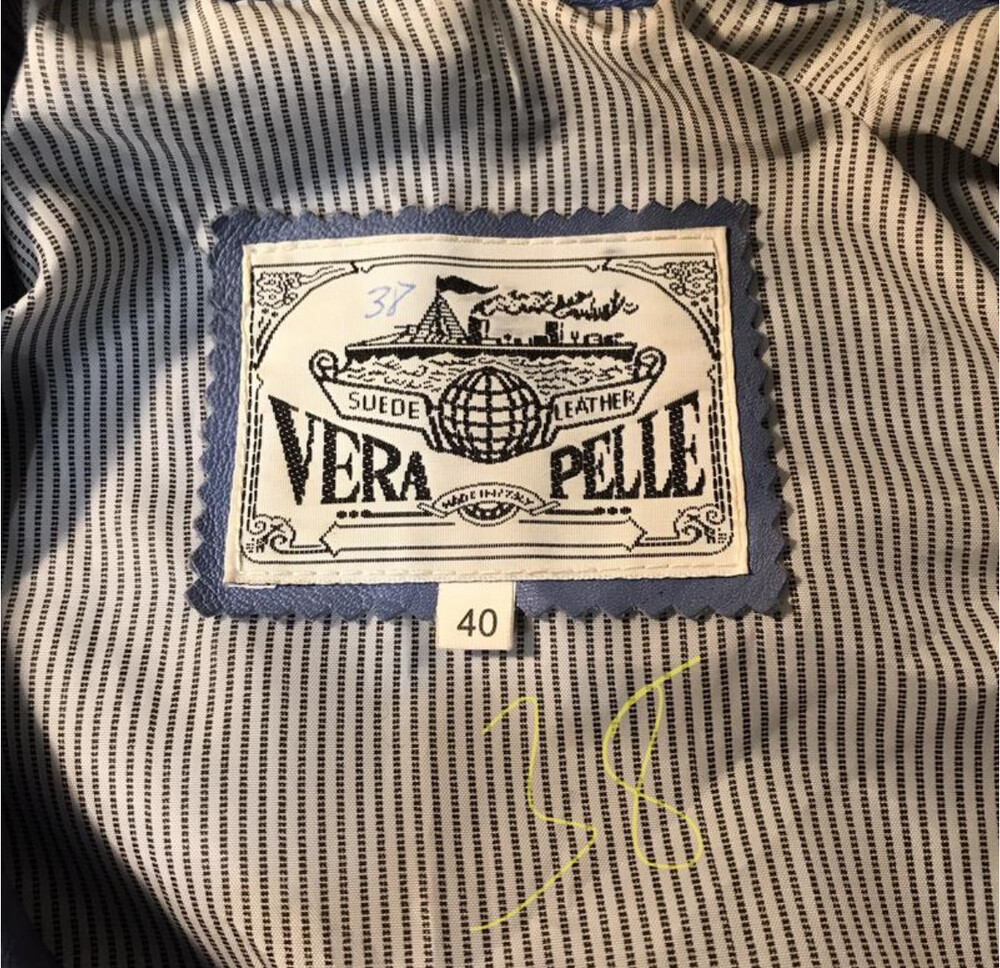 38
SUEDE LEATHER
VERA PELLE
MADE IN ITALY
40
38